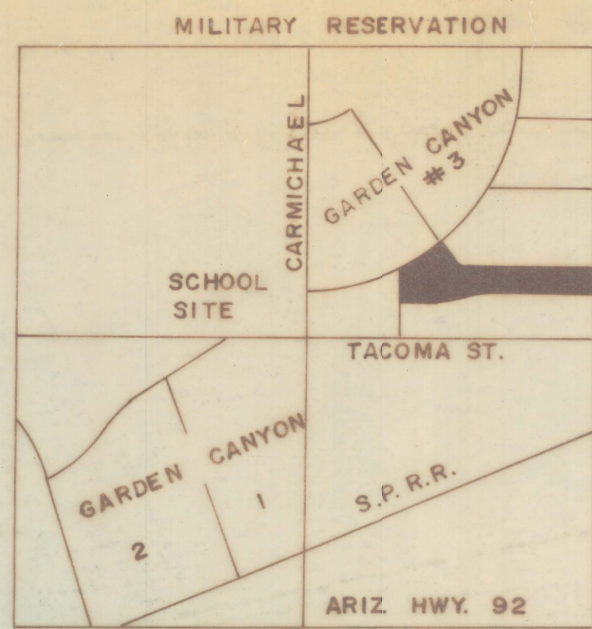 MILITARY RESERVATION
CARMICHAEL
GARDEN CANYON
#3
SCHOOL
SITE
TACOMA ST.
GARDEN CANYON
1
2
S.P.R.R.
ARIZ. HWY. 92